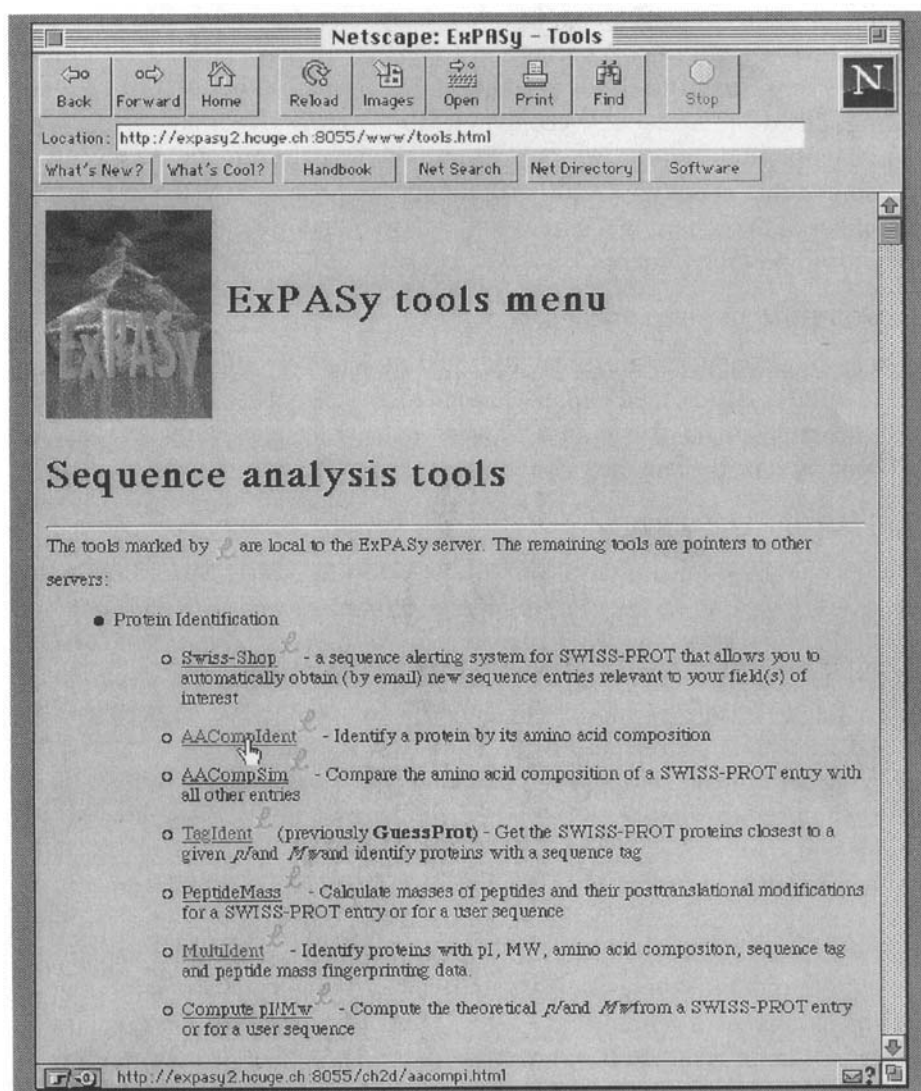 Netscape: ExPASy - Tools
Back Forward Home Reload Images Open Print Find Stop
N
Location: http://expasy2.hcuge.ch:8055/www/tools.html
What's New? What's Cool? Handbook Net Search Net Directory Software
ExPASy
ExPASy tools menu
Sequence analysis tools
The tools marked by ℓ are local to the ExPASy server. The remaining tools are pointers to other
servers:
● Protein Identification
o Swiss-Shop ℓ - a sequence alerting system for SWISS-PROT that allows you to
automatically obtain (by email) new sequence entries relevant to your field(s) of
interest
o AACompIdent ℓ - Identify a protein by its amino acid composition
o AACompSim ℓ - Compare the amino acid composition of a SWISS-PROT entry with
all other entries
o TagIdent ℓ (previously GuessProt) - Get the SWISS-PROT proteins closest to a
given pI and Mw and identify proteins with a sequence tag
o PeptideMass ℓ - Calculate masses of peptides and their posttranslational modifications
for a SWISS-PROT entry or for a user sequence
o MultiIdent ℓ - Identify proteins with pI, MW, amino acid compositon, sequence tag
and peptide mass fingerprinting data.
o Compute pI/Mw ℓ - Compute the theoretical pI and Mw from a SWISS-PROT entry
or for a user sequence
http://expasy2.hcuge.ch:8055/ch2d/aacompi.html
?